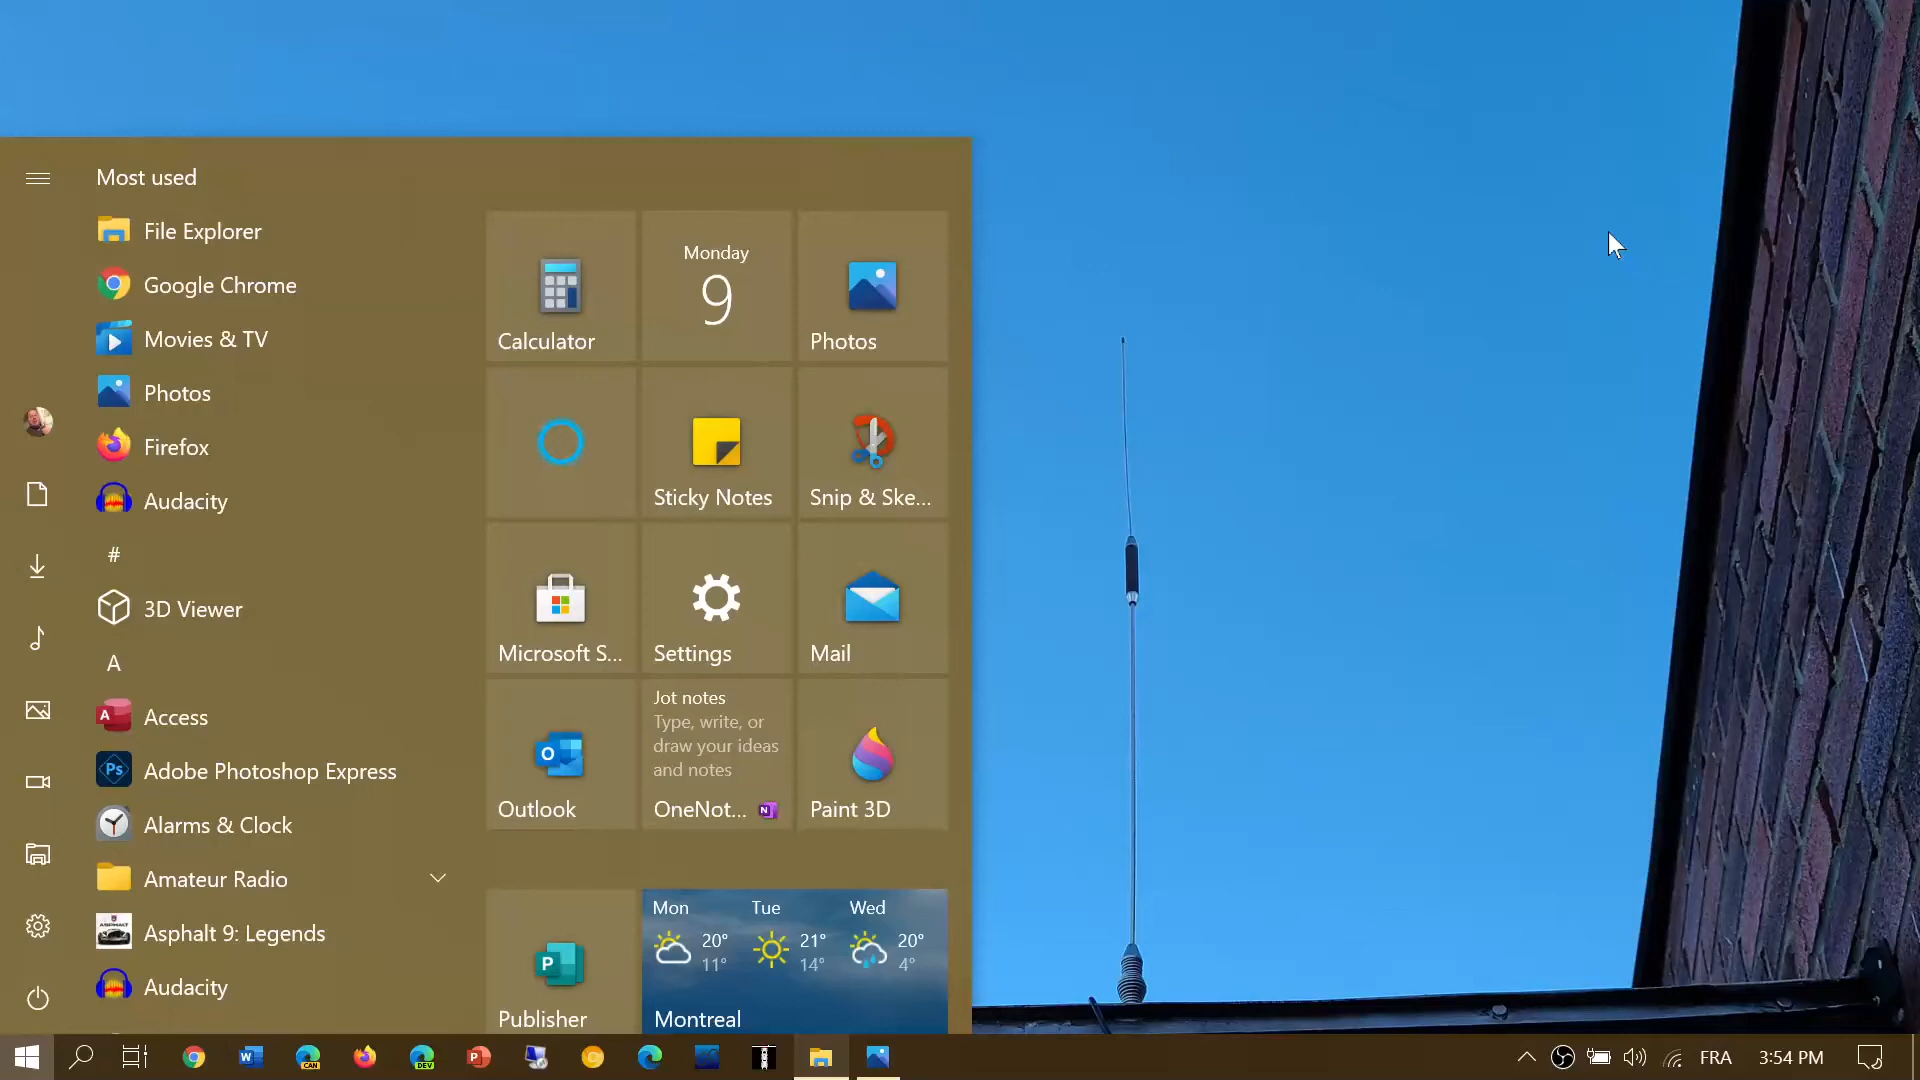 Most used
File Explorer
Google Chrome
Movies & TV
Photos
Firefox
Audacity
#
3D Viewer
A
Access
Adobe Photoshop Express
Alarms & Clock
Amateur Radio
Asphalt 9: Legends
Audacity
Calculator
Monday
9
Photos
Sticky Notes
Snip & Ske...
Microsoft S...
Settings
Mail
Outlook
Jot notes
Type, write, or
draw your ideas
and notes
OneNot...
Paint 3D
Publisher
Mon Tue Wed
20° 21° 20°
11° 14° 4°
Montreal
CAN
DEV
FRA
3:54 PM